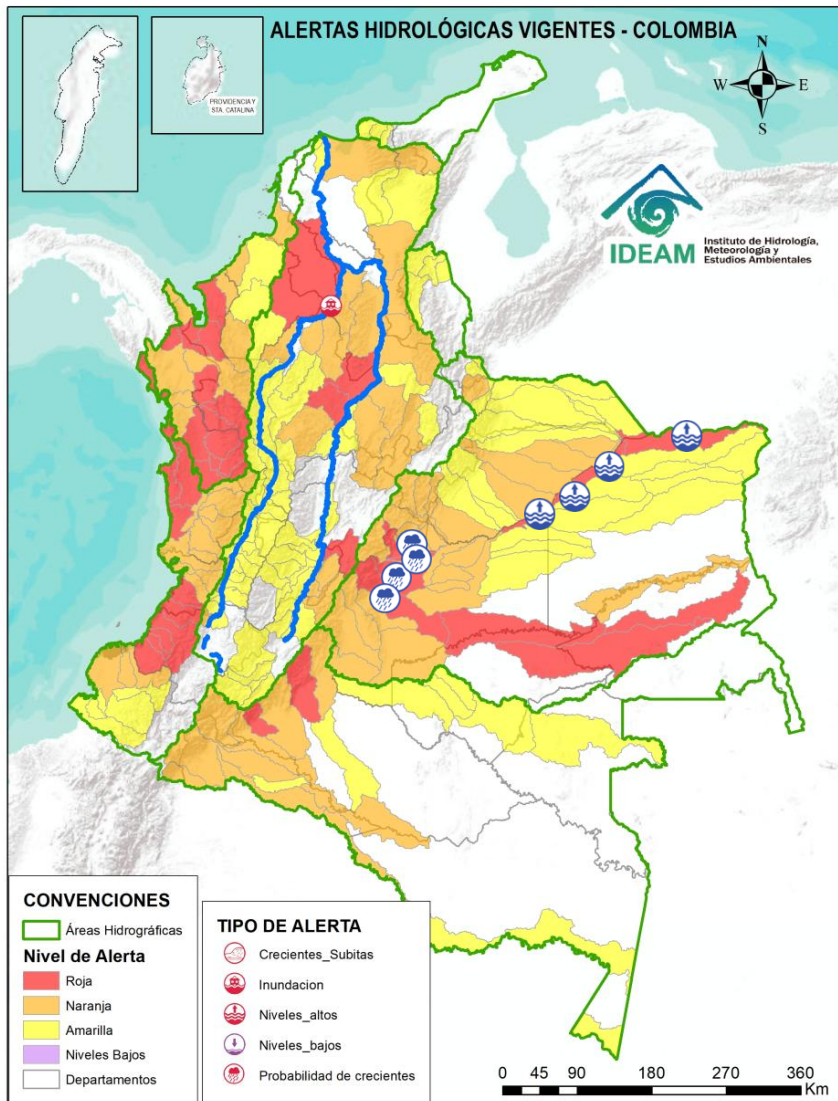 ALERTAS HIDROLÓGICAS VIGENTES - COLOMBIA
PROVIDENCIA Y
STA. CATALINA
N
W
E
S
IDEAM
Instituto de Hidrología,
Meteorología y
Estudios Ambientales
CONVENCIONES
Áreas Hidrográficas
Nivel de Alerta
Roja
Naranja
Amarilla
Niveles Bajos
Departamentos
TIPO DE ALERTA
Crecientes_Subitas
Inundacion
Niveles_altos
Niveles_bajos
Probabilidad de crecientes
0 45 90 180 270 360
Km